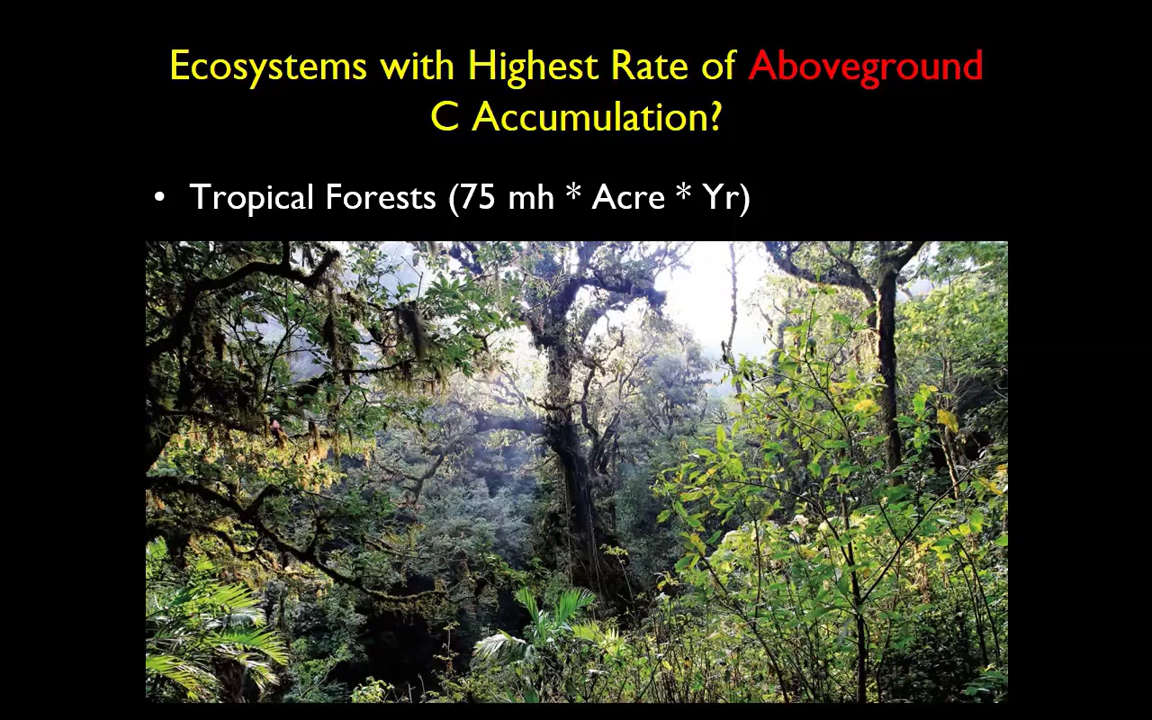 Ecosystems with Highest Rate of Aboveground
C Accumulation?
• Tropical Forests (75 mh * Acre * Yr)